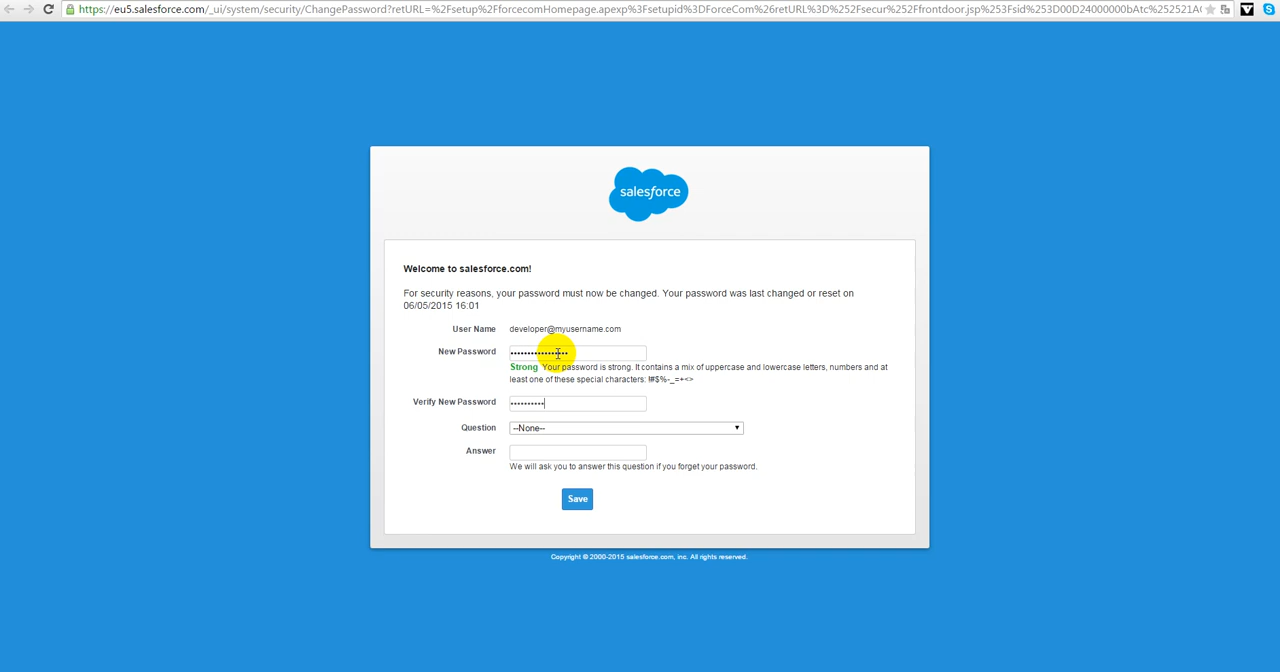 https://eu5.salesforce.com/_ui/system/security/ChangePassword?retURL=%2Fsetup%2FforcecomHomepage.apexp%3Fsetupid%3DForceCom%26retURL%3D%252Fsecur%252Ffrontdoor.jsp%253Fsid%253D00D24000000bAtc%252521A
salesforce
Welcome to salesforce.com!
For security reasons, your password must now be changed. Your password was last changed or reset on
06/05/2015 16:01
User Name developer@myusername.com
New Password •••••••••••••••••
Strong Your password is strong. It contains a mix of uppercase and lowercase letters, numbers and at
least one of these special characters: !#$%-_=+<>
Verify New Password ••••••••••
Question --None--
Answer
We will ask you to answer this question if you forget your password.
Save
Copyright © 2000-2015 salesforce.com, inc. All rights reserved.